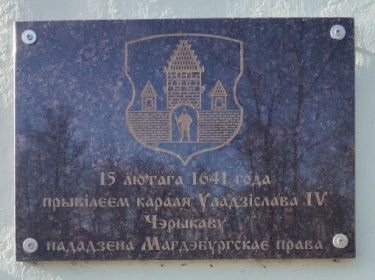 15 лютага 1641 года
прывілеем караля Уладзіслава IV
Чэрыкаву
нададзена Магдэбургскае права